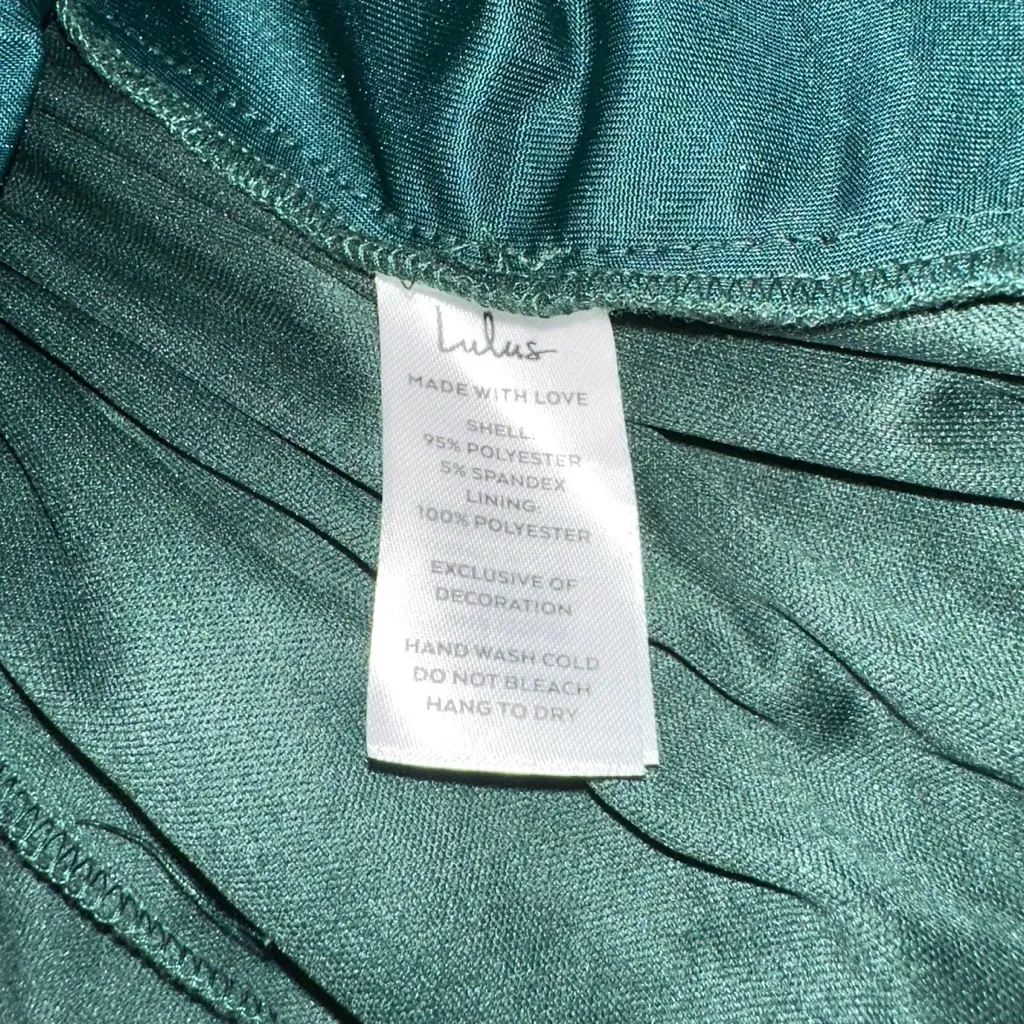 Lulus
MADE WITH LOVE
SHELL:
95% POLYESTER
5% SPANDEX
LINING:
100% POLYESTER
EXCLUSIVE OF
DECORATION
HAND WASH COLD
DO NOT BLEACH
HANG TO DRY